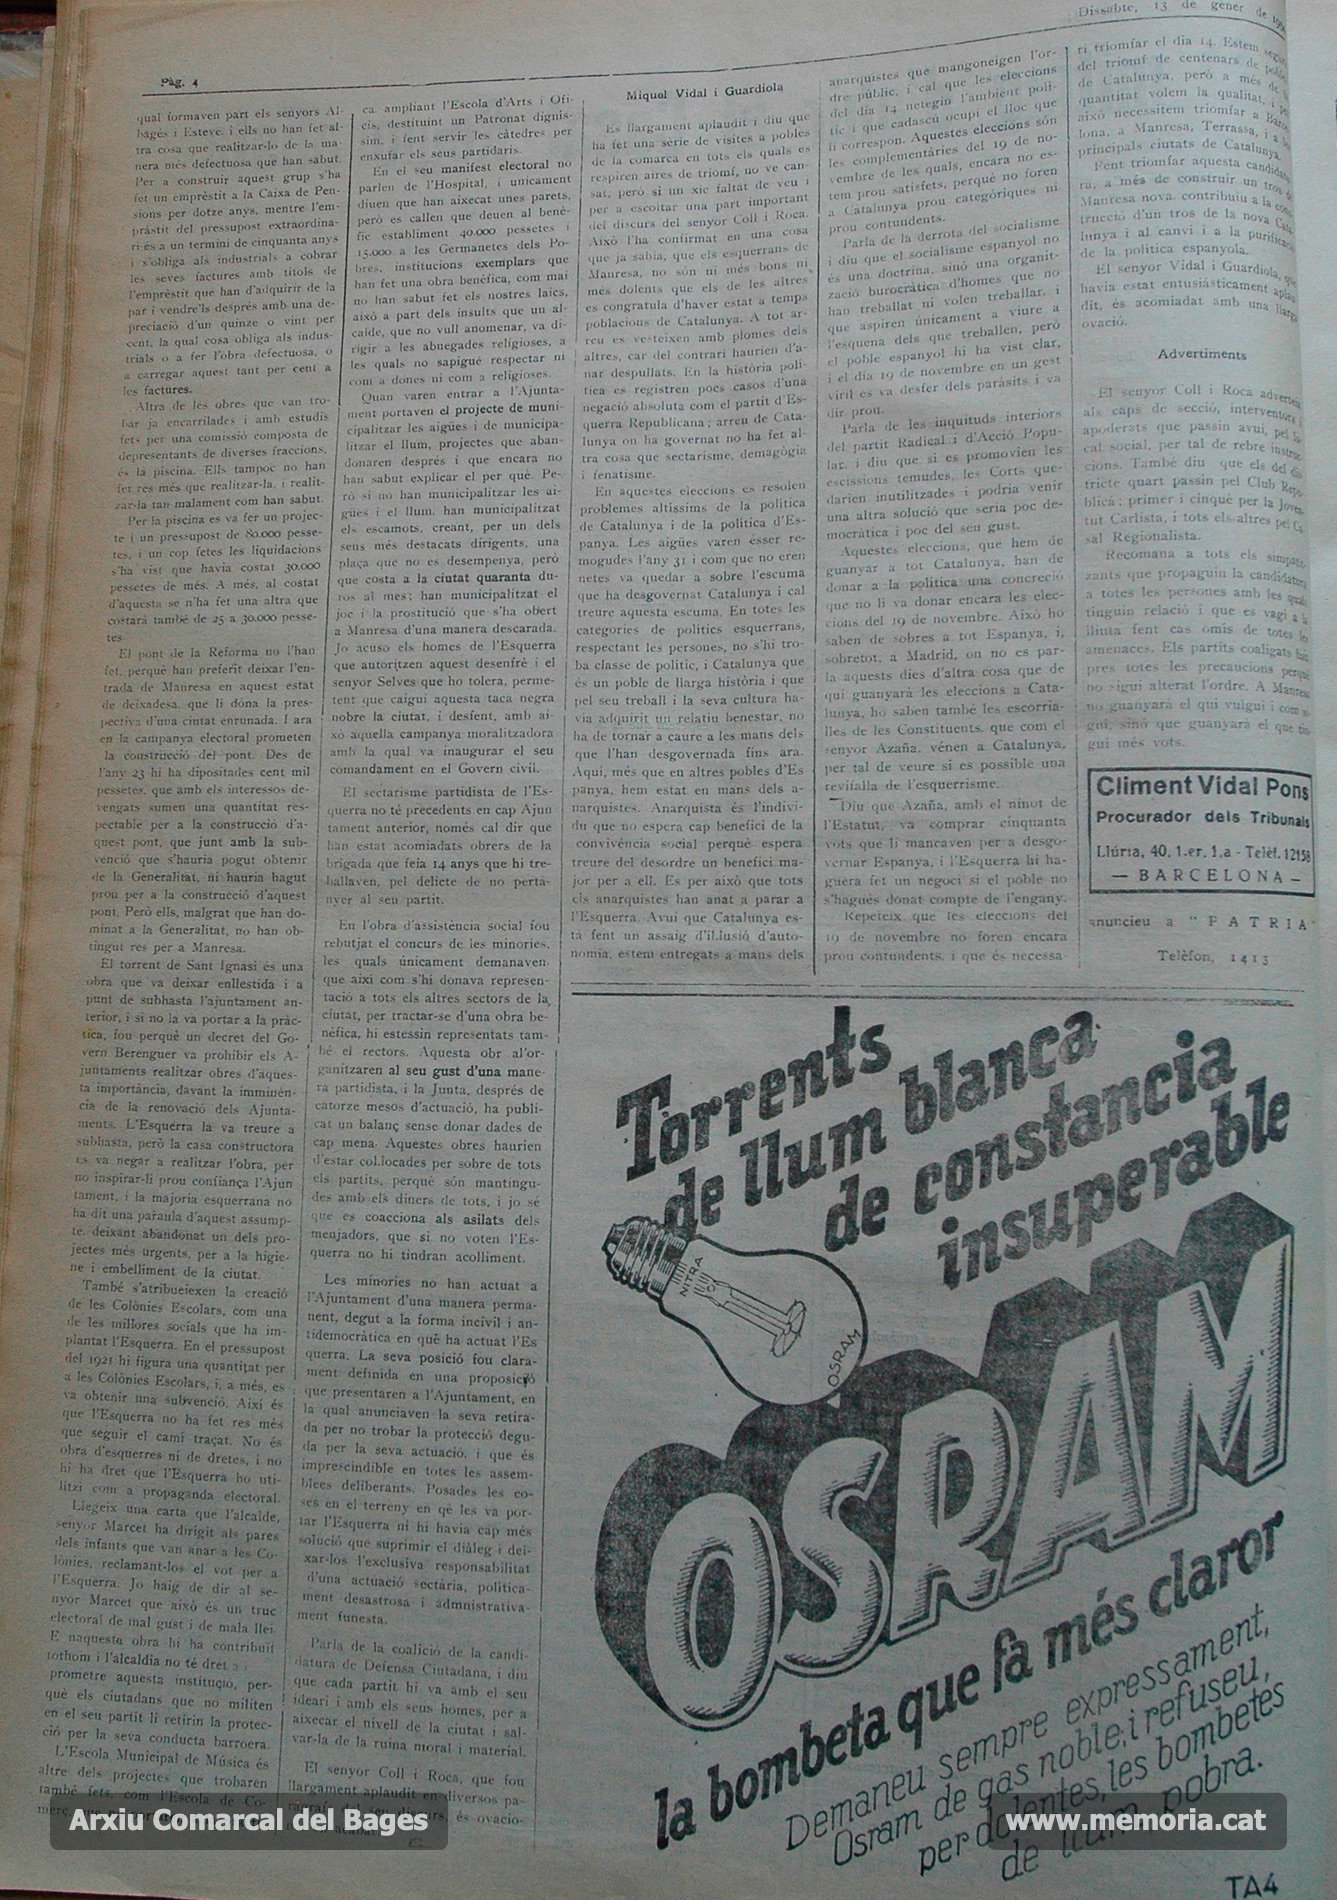 Pàg. 4
Dissabte, 13 de gener de
qual formaven part els senyors Al-
bagés i Esteve, i ells no han fet al-
tra cosa que realitzar-lo de la ma-
nera més defectuosa que han sabut.
Per a construir aquest grup s'ha
fet un emprèstit a la Caixa de Pen-
sions per dotze anys, mentre l'em-
pràstit del pressupost extraordina-
ri és a un termini de cinquanta anys
i s'obliga als industrials a cobrar
les seves factures amb títols de
l'emprèstit que han d'adquirir de la
par i vendre'ls després amb una de-
preciació d'un quinze o vint per
cent, la qual cosa obliga als indus-
trials o a fer l'obra defectuosa, o
a carregar aquest tant per cent a
les factures.
Altra de les obres que van tro-
bar ja encarrilades i amb estudis
fets per una comissió composta de
representants de diverses fraccions,
és la piscina. Ells tampoc no han
fet res més que realitzar-la, i realit-
zar-la tan malament com han sabut.
Per la piscina es va fer un projec-
te i un pressupost de 80.000 pesse-
tes, i un cop fetes les liquidacions
s'ha vist que havia costat 30.000
pessetes de més. A més, al costat
d'aquesta se n'ha fet una altra que
costarà també de 25 a 30.000 pesse-
tes
El pont de la Reforma no l'han
fet, perquè han preferit deixar l'en-
trada de Manresa en aquest estat
de deixadesa, que li dóna la pres-
pectiva d'una ciutat enrunada. I ara
en la campanya electoral prometen
la construcció del pont. Des de
l'any 23 hi ha dipositades cent mil
pessetes, que amb els interessos de-
vengats sumen una quantitat res-
pectable per a la construcció d'a-
quest pont, que junt amb la sub-
venció que s'hauria pogut obtenir
de la Generalitat, ni hauria hagut
prou per a la construcció d'aquest
pont. Però ells, malgrat que han do-
minat a la Generalitat, no han ob-
tingut res per a Manresa.
El torrent de Sant Ignasi és una
obra que va deixar enllestida i a
punt de subhasta l'ajuntament an-
terior, i si no la va portar a la pràc-
tica, fou perquè un decret del Go-
vern Berenguer va prohibir els A-
juntaments realitzar obres d'aques-
ta importància, davant la imminèn-
cia de la renovació dels Ajunta-
ments. L'Esquerra la va treure a
subhasta, però la casa constructora
es va negar a realitzar l'obra, per
no inspirar-li prou confiança l'Ajun
tament, i la majoria esquerrana no
ha dit una paraula d'aquest assump-
te, deixant abandonat un dels pro-
jectes més urgents, per a la higie-
ne i embelliment de la ciutat.
També s'atribueiexen la creació
de les Colònies Escolars, com una
de les millores socials que ha im-
plantat l'Esquerra. En el pressupost
del 1921 hi figura una quantitat per
a les Colònies Escolars, i, a més, es
va obtenir una subvenció. Així és
que l'Esquerra no ha fet res més
que seguir el camí traçat. No és
obra d'esquerres ni de dretes, i no
hi ha dret que l'Esquerra ho uti-
litzi com a propaganda electoral.
Llegeix una carta que l'alcalde,
senyor Marcet ha dirigit als pares
dels infants que van anar a les Co-
lònies, reclamant-los el vot per a
l'Esquerra. Jo haig de dir al se-
nyor Marcet que això és un truc
electoral de mal gust i de mala llei.
E naqueste obra hi ha contribuit
tothom i l'alcaldia no té dret a
prometre aquesta institució, per-
què els ciutadans que no militen
en el seu partit li retirin la protec-
ció per la seva conducta barroera.
L'Escola Municipal de Música és
altre dels projectes que trobaren
també fets, com l'Escola de Co-
ca, ampliant l'Escola d'Arts i Ofi-
cis, destituint un Patronat digníss-
sim, i fent servir les càtedres per
enxufar els seus partidaris.
En el seu manifest electoral no
parlen de l'Hospital, i unicament
diuen que han aixecat unes parets,
però es callen que deuen al benè-
fic establiment 40.000 pessetes i
15.000 a les Germanetes dels Po-
bres, institucions exemplars que
han fet una obra benèfica, com mai
no han sabut fet els nostres laics,
això a part dels insults que un al-
calde, que no vull anomenar, va di-
rigir a les abnegades religioses, a
les quals no sapigué respectar ni
com a dones ni com a religioses.
Quan varen entrar a l'Ajunta-
ment portaven el projecte de muni-
cipalitzar les aigües i de municipa-
litzar el llum, projectes que aban-
donaren després i que encara no
han sabut explicar el per què. Pe-
ró si no han municipalitzar les ai-
gües i el llum, han municipalitzat
els escamots, creant, per un dels
seus més destacats dirigents, una
plaça que no es desempenya, però
que costa a la ciutat quaranta du-
ros al mes; han municipalitzat el
joc i la prostitució que s'ha obert
a Manresa d'una manera descarada.
Jo acuso els homes de l'Esquerra
que autoritzen aquest desenfrè i el
senyor Selves que ho tolera, perme-
tent que caigui aquesta taca negra
nobre la ciutat, i desfent, amb ai-
xò aquella campanya moralitzadora
amb la qual va inaugurar el seu
comandament en el Govern civil.
El sectarisme partidista de l'Es-
querra no té precedents en cap Ajun
tament anterior, només cal dir que
han estat acomiadats obrers de la
brigada que feia 14 anys que hi tre-
ballaven, pel delicte de no pertà-
nyer al seu partit.
En l'obra d'assistència social fou
rebutjat el concurs de les minories,
les quals únicament demanaven
que així com s'hi donava represen-
tació a tots els altres sectors de la
ciutat, per tractar-se d'una obra be-
nèfica, hi estessin representats tam-
bé el rectors. Aquesta obr al'or-
ganitzaren al seu gust d'una mane-
ra partidista, i la Junta, després de
catorze mesos d'actuació, ha publi-
cat un balanç sense donar dades de
cap mena. Aquestes obres haurien
d'estar col.locades per sobre de tots
els partits, perquè són mantingu-
des amb els diners de tots, i jo sé
que es coacciona als asilats dels
menjadors, que si no voten l'Es-
querra no hi tindran acolliment.
Les minories no han actuat a
l'Ajuntament d'una manera perma-
nent, degut a la forma incivil i an-
tidemocràtica en què ha actuat l'Es
querra. La seva posició fou clara-
ment definida en una proposició
que presentaren a l'Ajuntament, en
la qual anunciaven la seva retira-
da per no trobar la protecció degu-
da per la seva actuació, i que és
imprescindible en totes les assem-
blees deliberants. Posades les co-
ses en el terreny en qè les va por-
tar l'Esquerra ni hi havia cap més
solució que suprimir el diàleg i dei-
xar-los l'exclusiva responsabilitat
d'una actuació sectària, política-
ment desastrosa i admnistrativa-
ment funesta.
Parla de la coalició de la candi-
datura de Defensa Ciutadana, i diu
que cada partit hi va amb el seu
ideari i amb els seus homes, per a
aixecar el nivell de la ciutat i sal-
var-la de la ruina moral i material.
El senyor Coll i Roca, que fou
llargament aplaudit en diversos pa-
és ovacio-
Miquel Vidal i Guardiola
Es llargament aplaudit i diu que
ha fet una serie de visites a pobles
de la comarca en tots els quals es
respiren aires de triomf, no ve can-
sat, peró si un xic faltat de veu i
per a escoltar una part important
del discurs del senyor Coll i Roca.
Això l'ha confirmat en una cosa
que ja sabia, que els esquerrans de
Manresa, no són ni més bons ni
més dolents que els de les altres
es congratula d'haver estat a temps
poblacions de Catalunya. A tot ar-
reu es vesteixen amb plomes dels
altres, car del contrari haurien d'a-
nar despullats. En la història polí-
tica es registren pocs casos d'una
negació absoluta com el partit d'Es-
querra Republicana; arreu de Cata-
lunya on ha governat no ha fet al-
tra cosa que sectarisme, demagògia
i fenatisme.
En aquestes eleccions es resolen
problemes altissims de la política
de Catalunya i de la política d'Es-
panya. Les aigües varen ésser re-
mogudes l'any 31 i com que no eren
netes va quedar a sobre l'escuma
que ha desgovernat Catalunya i cal
treure aquesta escuma. En totes les
categories de polítics esquerrans,
respectant les persones, no s'hi tro-
ba classe de polític, i Catalunya que
és un poble de llarga història i que
pel seu treball i la seva cultura ha-
via adquirit un relatiu benestar, no
ha de tornar a caure a les mans dels
que l'han desgovernada fins ara.
Aquí, més que en altres pobles d'Es
panya, hem estat en mans dels a-
narquistes. Anarquista és l'indivi-
du que no espera cap benefici de la
convivència social perquè espera
treure del desordre un benefici ma-
jor per a ell. Es per això que tots
els anarquistes han anat a parar a
l'Esquerra. Avui que Catalunya es-
tà fent un assaig d'il.lusió d'auto-
nomia, estem entregats a mans dels
anarquistes que mangoneigen l'or-
dre públic, i cal que les eleccions
del dia 14 netegin l'ambient polí-
tic i que cadascú ocupi el lloc que
li correspon. Aquestes eleccions són
les complementàries del 19 de no-
vembre de les quals, encara no es-
tem prou satisfets, perquè no foren
a Catalunya prou categòriques ni
prou contundents.
Parla de la derrota del socialisme
i diu que el socialisme espanyol no
és una doctrina, sinó una organit-
zació burocràtica d'homes que no
han treballat ni volen treballar, i
que aspiren únicament a viure a
l'esquena dels que treballen, però
el poble espanyol hi ha vist clar,
i el dia 19 de novembre en un gest
viril es va desfer dels paràsits i va
dir prou.
Parla de les inquituds interiors
del partit Radical i d'Acció Popu-
lar, i diu que si es promovien les
escissions temudes, les Corts que-
darien inutilitzades i podria venir
una altra solució que seria poc de-
mocràtica i poc del seu gust.
Aquestes eleccions, que hem de
guanyar a tot Catalunya, han de
donar a la política una concreció
que no li va donar encara les elec-
cions del 19 de novembre. Això ho
saben de sobres a tot Espanya, i,
sobretot, a Madrid, on no es par-
la aquests dies d'altra cosa que de
qui guanyarà les eleccions a Cata-
lunya, ho saben també les escorria-
lles de les Constituents, que com el
senyor Azaña, vénen a Catalunya,
per tal de veure si es possible una
revifalla de l'esquerrisme.
Diu que Azaña, amb el ninot de
l'Estatut, va comprar cinquanta
vots que li mancaven per a desgo-
vernar Espanya, i l'Esquerra hi ha-
guera fet un negoci si el poble no
s'hagués donat compte de l'engany.
Repeteix que les eleccions del
19 de novembre no foren encara
prou contundents, i que és necessa-
ri triomfar el dia 14. Estem
del triomf de centenars de
de Catalunya, però a més de
quantitat volem la qualitat, i
això necessitem triomfar a
lona, a Manresa, Terrassa, i a
principals ciutats de Catalunya.
Fent triomfar aquesta
ra, a més de construir un tros
Manresa nova, contribuiu a la
trucció d'un tros de la nova
lunya i al canvi i a la
de la política espanyola.
El senyor Vidal i Guardiola,
havia estat entusiàsticament
dit, és acomiadat amb una
ovació.
Advertiments
El senyor Coll i Roca
als caps de secció,
apoderats que passin avui, pel
cal social, per tal de rebre
cions. També diu que els del
tricte quart passin pel Club
blicà; primer i cinquè per la
tut Carlista, i tots els altres pel
sal Regionalista.
Recomana a tots els
zants que propaguin la candidatura
a totes les persones amb les
tinguin relació i que es vagi a la
lluita fent cas omis de totes les
amenaces. Els partits coaligats
pres totes les precaucions
no sigui alterat l'ordre. A Manresa
no guanyarà el qui vulgui i com
gui, sinó que guanyarà el que
gui més vots.
Climent Vidal Pons
Procurador dels Tribunals
Llúria, 40, 1.er, 1.a - Telèf. 12158
— BARCELONA —
anuncieu a "PATRIA"
Telèfon, 1413
Torrents
de llum blanca
de constancia
insuperable
NITRA
OSRAM
OSRAM
la bombeta que fa més claror
Demaneu sempre expressament,
Osram de gas noble; i refuseu,
per dolentes, les bombetes
de llum pobra.
TA4
Arxiu Comarcal del Bages
www.memoria.cat